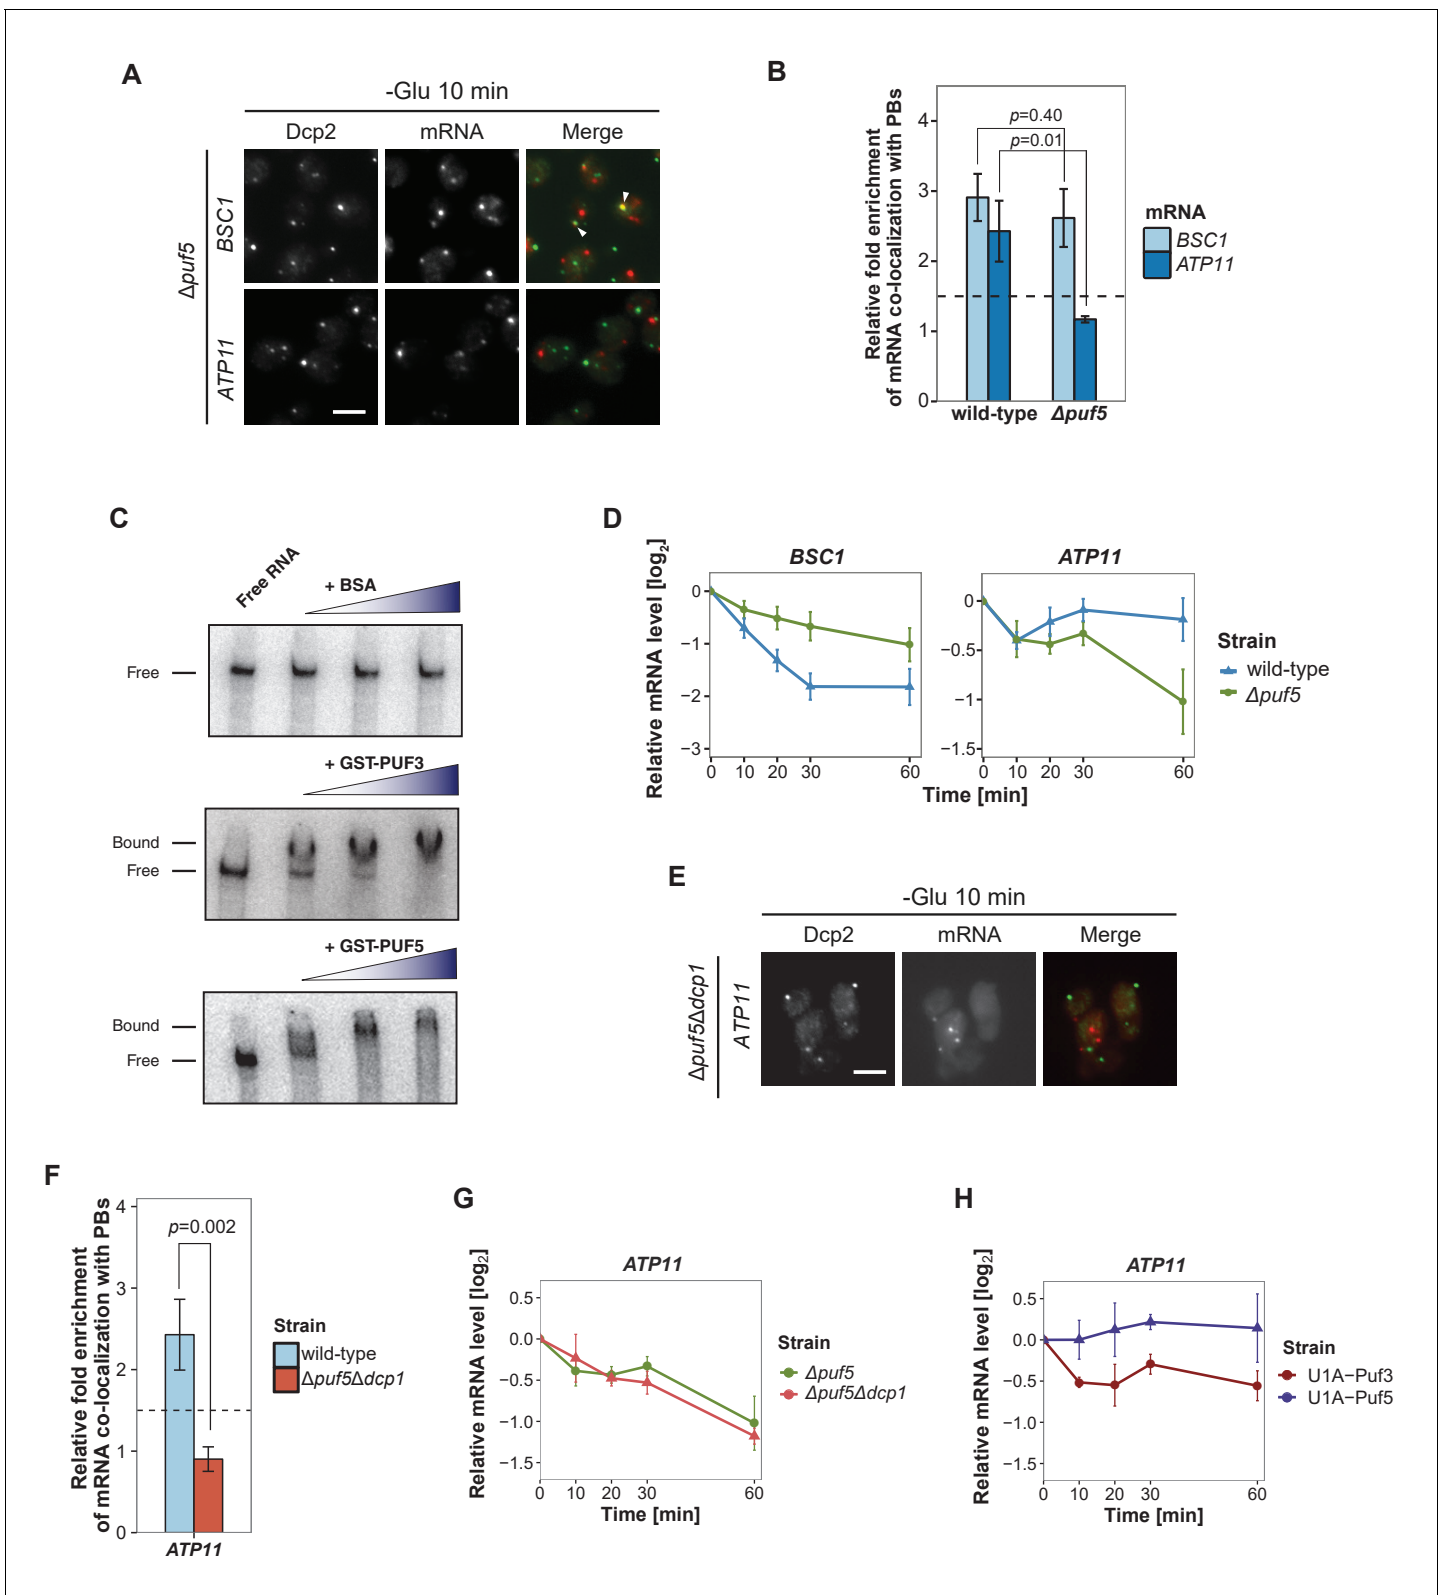 A
-Glu 10 min
Dcp2 mRNA Merge
Δpuf5
BSC1
ATP11
B
Relative fold enrichment
of mRNA co-localization with PBs
4
3
2
1
0
p=0.40
p=0.01
wild-type Δpuf5
mRNA
BSC1
ATP11
C
Free RNA
+ BSA
Free
+ GST-PUF3
Bound
Free
+ GST-PUF5
Bound
Free
D
Relative mRNA level [log2]
BSC1
0
−1
−2
−3
0 10 20 30 60
ATP11
0
−0.5
−1
−1.5
0 10 20 30 60
Time [min]
Strain
wild-type
Δpuf5
E
-Glu 10 min
Dcp2 mRNA Merge
Δpuf5Δdcp1
ATP11
F
Relative fold enrichment
of mRNA co-localization with PBs
4
3
2
1
0
p=0.002
ATP11
Strain
wild-type
Δpuf5Δdcp1
G
Relative mRNA level [log2]
ATP11
0.5
0.0
−0.5
−1.0
−1.5
0 10 20 30 60
Time [min]
Strain
Δpuf5
Δpuf5Δdcp1
H
Relative mRNA level [log2]
ATP11
0.5
0.0
−0.5
−1.0
−1.5
0 10 20 30 60
Time [min]
Strain
U1A−Puf3
U1A−Puf5